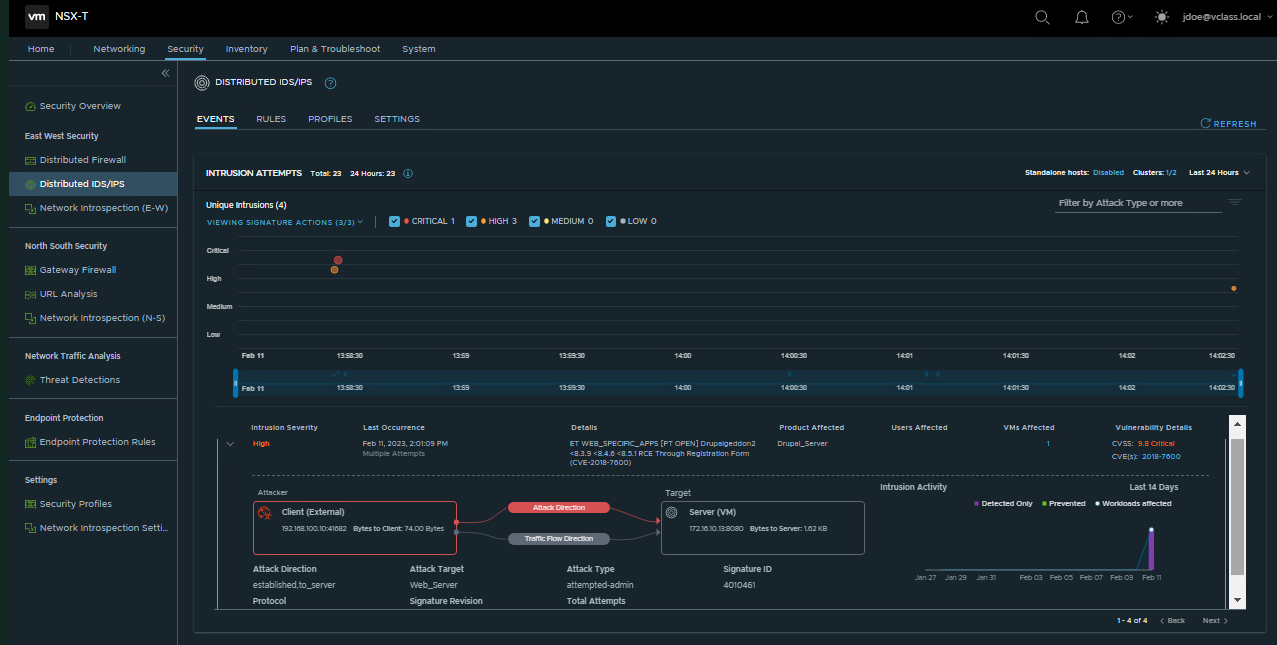 vm NSX-T
jdoe@vclass.local
Home Networking Security Inventory Plan & Troubleshoot System
Security Overview
East West Security
Distributed Firewall
Distributed IDS/IPS
Network Introspection (E-W)
North South Security
Gateway Firewall
URL Analysis
Network Introspection (N-S)
Network Traffic Analysis
Threat Detections
Endpoint Protection
Endpoint Protection Rules
Settings
Security Profiles
Network Introspection Setti...
DISTRIBUTED IDS/IPS
EVENTS RULES PROFILES SETTINGS
REFRESH
INTRUSION ATTEMPTS Total: 23 24 Hours: 23
Standalone hosts: Disabled Clusters: 1/2 Last 24 Hours
Unique Intrusions (4)
Filter by Attack Type or more
VIEWING SIGNATURE ACTIONS (3/3) CRITICAL 1 HIGH 3 MEDIUM 0 LOW 0
Critical
High
Medium
Low
Feb 11 13:58:30 13:59 13:59:30 14:00 14:00:30 14:01 14:01:30 14:02 14:02:30
Feb 11 13:58:30 13:59 13:59:30 14:00 14:00:30 14:01 14:01:30 14:02 14:02:30
Intrusion Severity Last Occurrence Details Product Affected Users Affected VMs Affected Vulnerability Details
High
Feb 11, 2023, 2:01:09 PM
Multiple Attempts
ET WEB_SPECIFIC_APPS [PT OPEN] Drupalgeddon2
<8.3.9 <8.4.6 <8.5.1 RCE Through Registration Form
(CVE-2018-7600)
Drupal_Server
1
CVSS: 9.8 Critical
CVE(s): 2018-7600
Attacker
Client (External)
192.168.100.10:41682 Bytes to Client: 74.00 Bytes
Attack Direction
Traffic Flow Direction
Target
Server (VM)
172.16.10.13:8080 Bytes to Server: 1.62 KB
Intrusion Activity Last 14 Days
Detected Only Prevented Workloads affected
Jan 27 Jan 29 Jan 31 Feb 03 Feb 05 Feb 07 Feb 09 Feb 11
Attack Direction Attack Target Attack Type Signature ID
established,to_server Web_Server attempted-admin 4010461
Protocol Signature Revision Total Attempts
1 - 4 of 4 Back Next